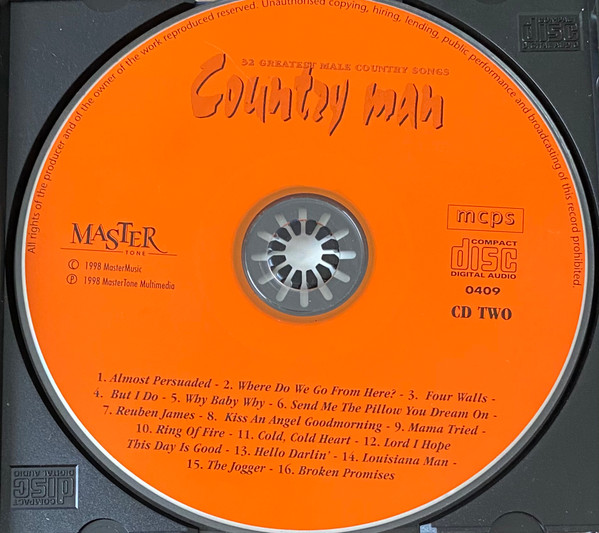 All rights of the producer and of the owner of the work reproduced reserved. Unauthorised copying, hiring, lending, public performance and broadcasting of this record prohibited.
32 GREATEST MALE COUNTRY SONGS
Country man
MASTER
TONE
© 1998 MasterMusic
℗ 1998 MasterTone Multimedia
mcps
COMPACT
disc
DIGITAL AUDIO
0409
CD TWO
1. Almost Persuaded - 2. Where Do We Go From Here? - 3. Four Walls -
4. But I Do - 5. Why Baby Why - 6. Send Me The Pillow You Dream On -
7. Reuben James - 8. Kiss An Angel Goodmorning - 9. Mama Tried -
10. Ring Of Fire - 11. Cold, Cold Heart - 12. Lord I Hope
This Day Is Good - 13. Hello Darlin' - 14. Louisiana Man -
15. The Jogger - 16. Broken Promises
COMPACT
disc
DIGITAL AUDIO
disc